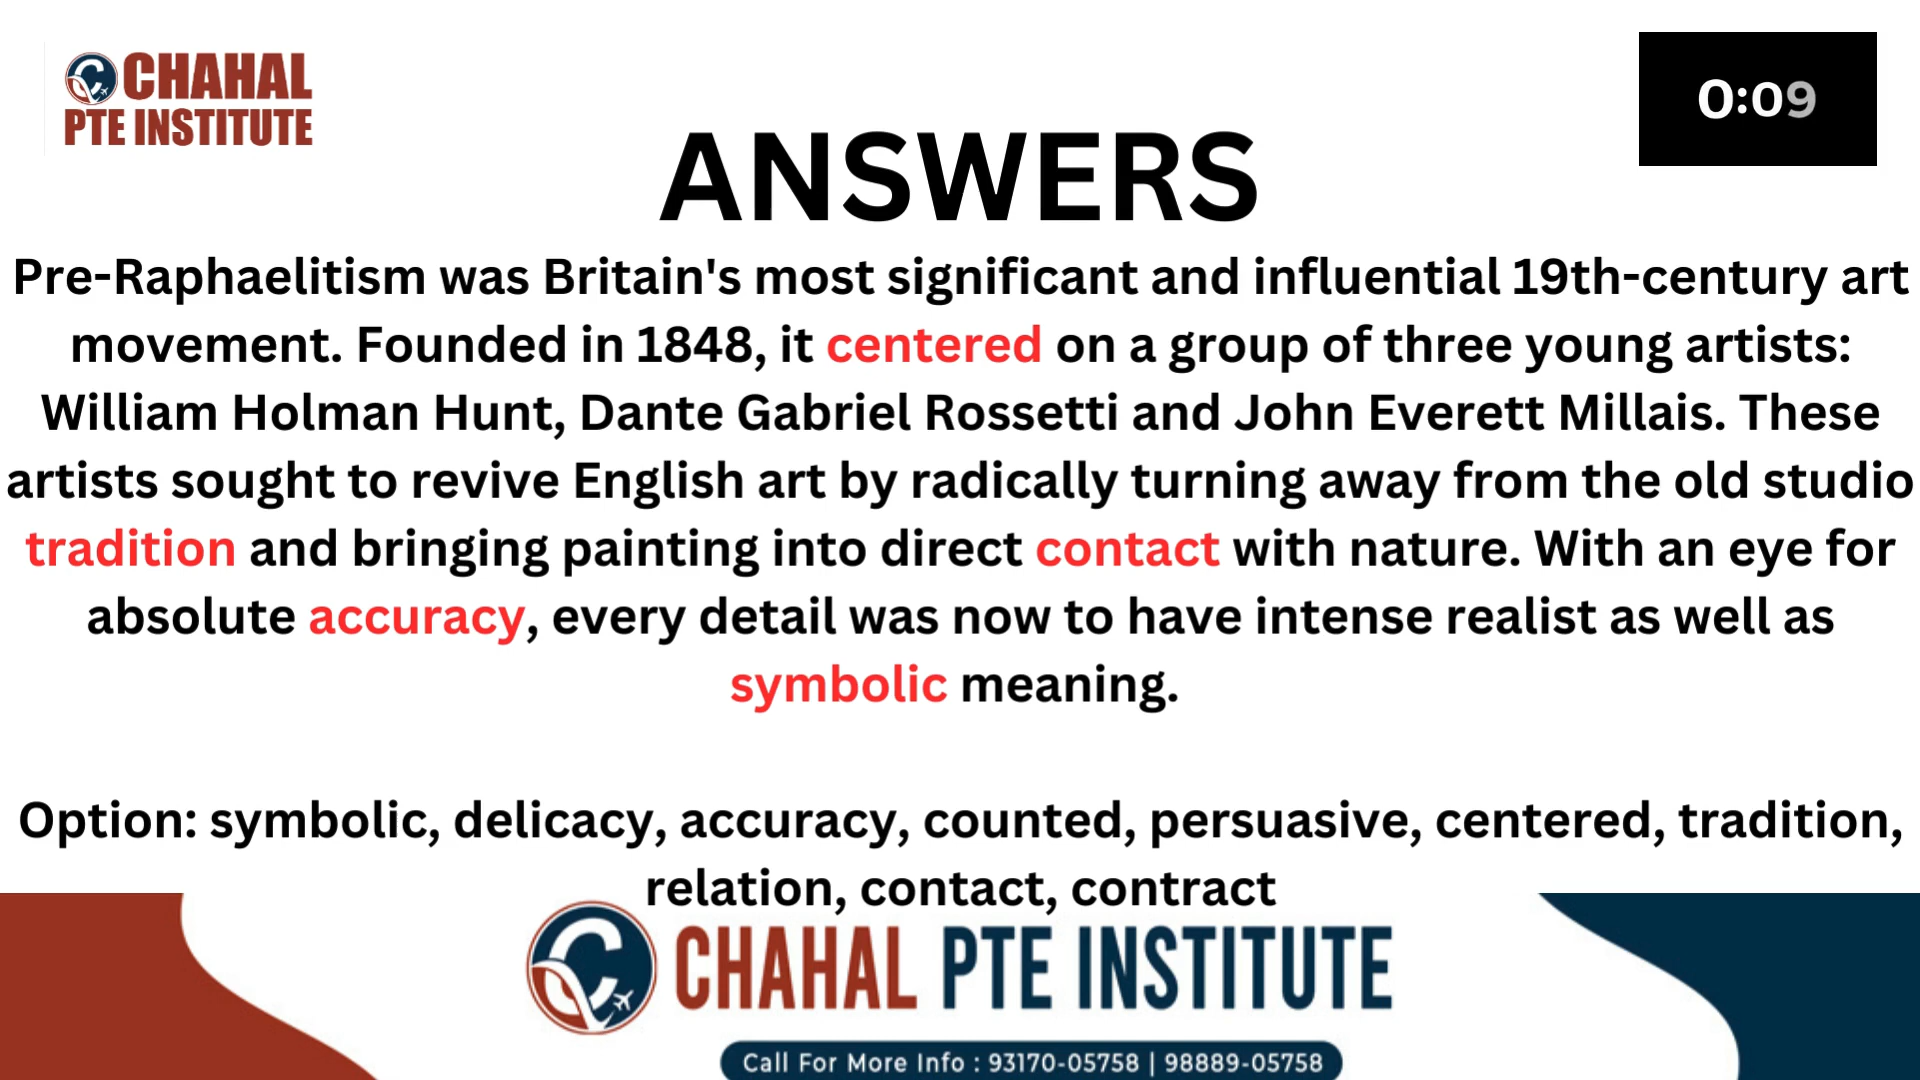 CHAHAL
PTE INSTITUTE
0:09
ANSWERS
Pre-Raphaelitism was Britain's most significant and influential 19th-century art
movement. Founded in 1848, it centered on a group of three young artists:
William Holman Hunt, Dante Gabriel Rossetti and John Everett Millais. These
artists sought to revive English art by radically turning away from the old studio
tradition and bringing painting into direct contact with nature. With an eye for
absolute accuracy, every detail was now to have intense realist as well as
symbolic meaning.
Option: symbolic, delicacy, accuracy, counted, persuasive, centered, tradition,
relation, contact, contract
CHAHAL PTE INSTITUTE
Call For More Info : 93170-05758 | 98889-05758